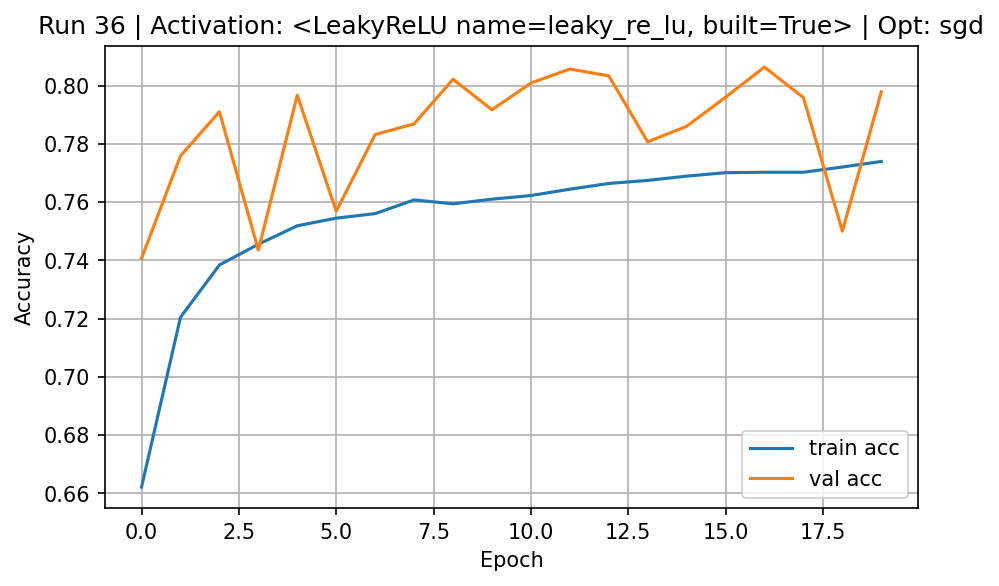 Run 36 | Activation: <LeakyReLU name=leaky_re_lu, built=True> | Opt: sgd
Accuracy
0.80
0.78
0.76
0.74
0.72
0.70
0.68
0.66
train acc
val acc
0.0 2.5 5.0 7.5 10.0 12.5 15.0 17.5
Epoch